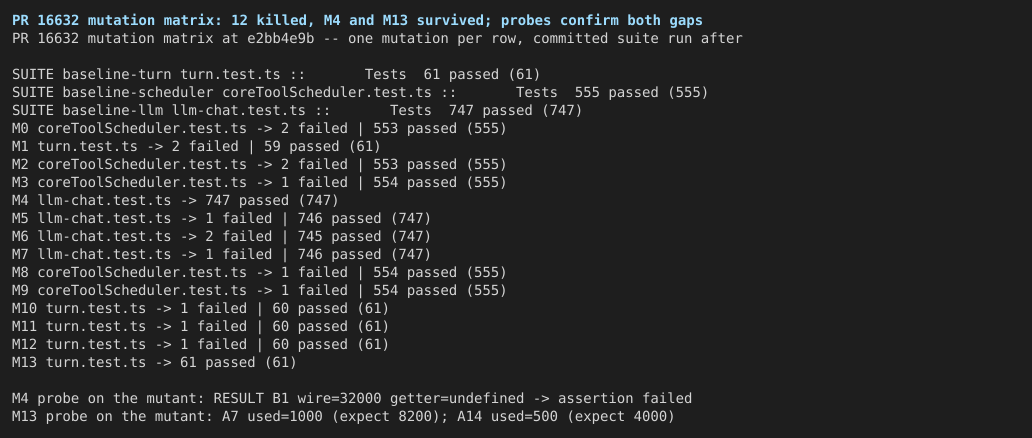 PR 16632 mutation matrix: 12 killed, M4 and M13 survived; probes confirm both gaps
PR 16632 mutation matrix at e2bb4e9b -- one mutation per row, committed suite run after
SUITE baseline-turn turn.test.ts ::       Tests  61 passed (61)
SUITE baseline-scheduler coreToolScheduler.test.ts ::       Tests  555 passed (555)
SUITE baseline-llm llm-chat.test.ts ::       Tests  747 passed (747)
M0 coreToolScheduler.test.ts -> 2 failed | 553 passed (555)
M1 turn.test.ts -> 2 failed | 59 passed (61)
M2 coreToolScheduler.test.ts -> 2 failed | 553 passed (555)
M3 coreToolScheduler.test.ts -> 1 failed | 554 passed (555)
M4 llm-chat.test.ts -> 747 passed (747)
M5 llm-chat.test.ts -> 1 failed | 746 passed (747)
M6 llm-chat.test.ts -> 2 failed | 745 passed (747)
M7 llm-chat.test.ts -> 1 failed | 746 passed (747)
M8 coreToolScheduler.test.ts -> 1 failed | 554 passed (555)
M9 coreToolScheduler.test.ts -> 1 failed | 554 passed (555)
M10 turn.test.ts -> 1 failed | 60 passed (61)
M11 turn.test.ts -> 1 failed | 60 passed (61)
M12 turn.test.ts -> 1 failed | 60 passed (61)
M13 turn.test.ts -> 61 passed (61)
M4 probe on the mutant: RESULT B1 wire=32000 getter=undefined -> assertion failed
M13 probe on the mutant: A7 used=1000 (expect 8200); A14 used=500 (expect 4000)